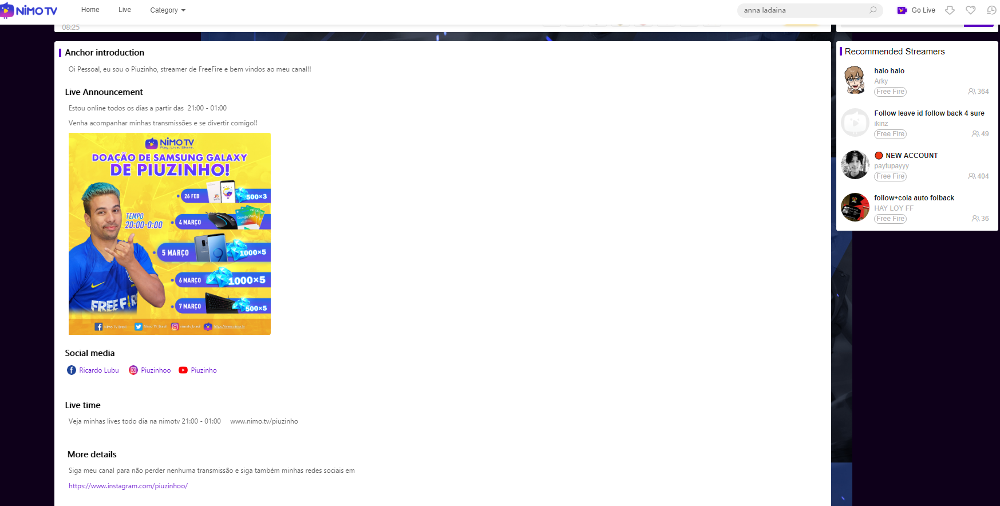 NIMO TV
Home
Live
Category
anna ladaina
Go Live
08:25
Anchor introduction
Oi Pessoal, eu sou o Piuzinho, streamer de FreeFire e bem vindos ao meu canal!!
Live Announcement
Estou online todos os dias a partir das 21:00 - 01:00
Venha acompanhar minhas transmissões e se divertir comigo!!
NIMO TV
Play. Live. Share.
DOAÇÃO DE SAMSUNG GALAXY
DE PIUZINHO!
TEMPO
20:00-0:00
26 FEB
J6
500×3
4 MARÇO
Google Play
5 MARÇO
1000×5
6 MARÇO
1000×5
7 MARÇO
500×5
FREE FIRE
Nimo TV Brasil
Nimo TV_Brasil
nimotv_brasil
https://www.nimo.tv
Social media
Ricardo Lubu
Piuzinhoo
Piuzinho
Live time
Veja minhas lives todo dia na nimotv 21:00 - 01:00 www.nimo.tv/piuzinho
More details
Siga meu canal para não perder nenhuma transmissão e siga também minhas redes sociais em
https://www.instagram.com/piuzinhoo/
Recommended Streamers
halo halo
Arky
Free Fire
364
Follow leave id follow back 4 sure
ikinz
Free Fire
49
NEW ACCOUNT
paytupayyy
Free Fire
404
follow+cola auto folback
HAY LOY FF
Free Fire
36